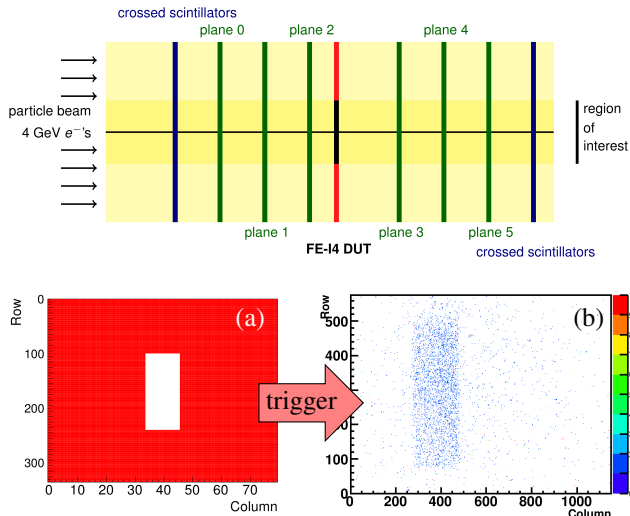 crossed scintillators
plane 0
plane 2
plane 4
particle beam
4 GeV e⁻'s
region
of
interest
plane 1
FE-I4 DUT
plane 3
plane 5
crossed scintillators
Row
0
100
200
300
0 10 20 30 40 50 60 70
Column
(a)
trigger
Row
500
400
300
200
100
0
0 200 400 600 800 1000
Column
(b)